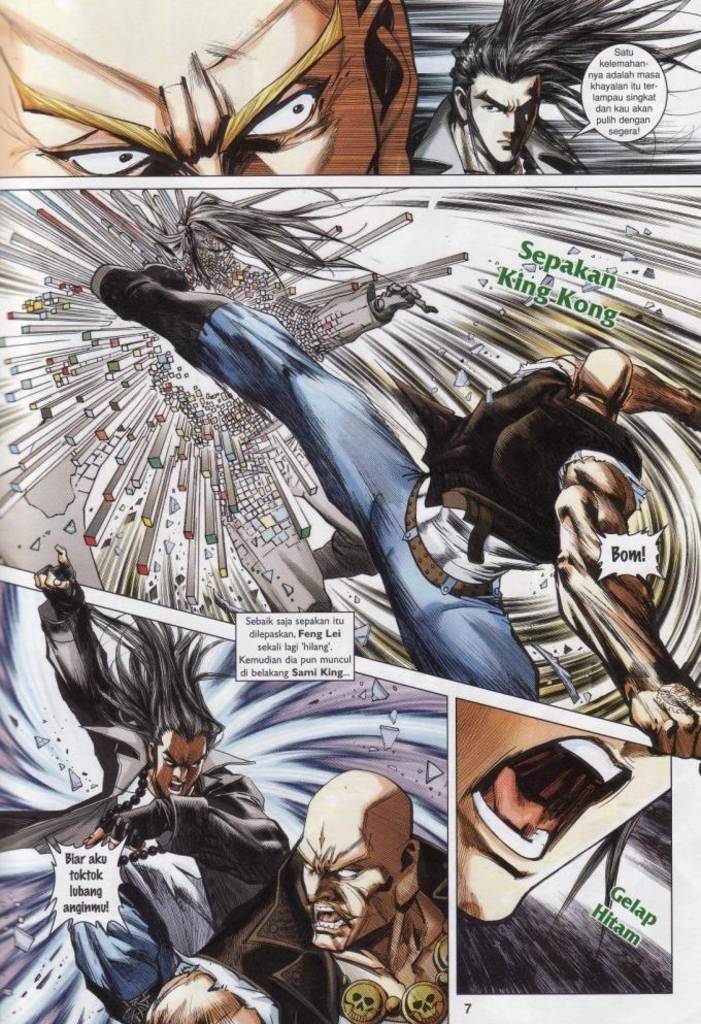 Satu
kelemahan-
nya adalah masa
khayalan itu ter-
lampau singkat
dan kau akan
pulih dengan
segera!
Sepakan
King-Kong
Bom!
Sebaik saja sepakan itu
dilepaskan, Feng Lei
sekali lagi 'hilang'.
Kemudian dia pun muncul
di belakang Sami King...
Biar aku
toktok
lubang
anginmu!
Gelap
Hitam
7